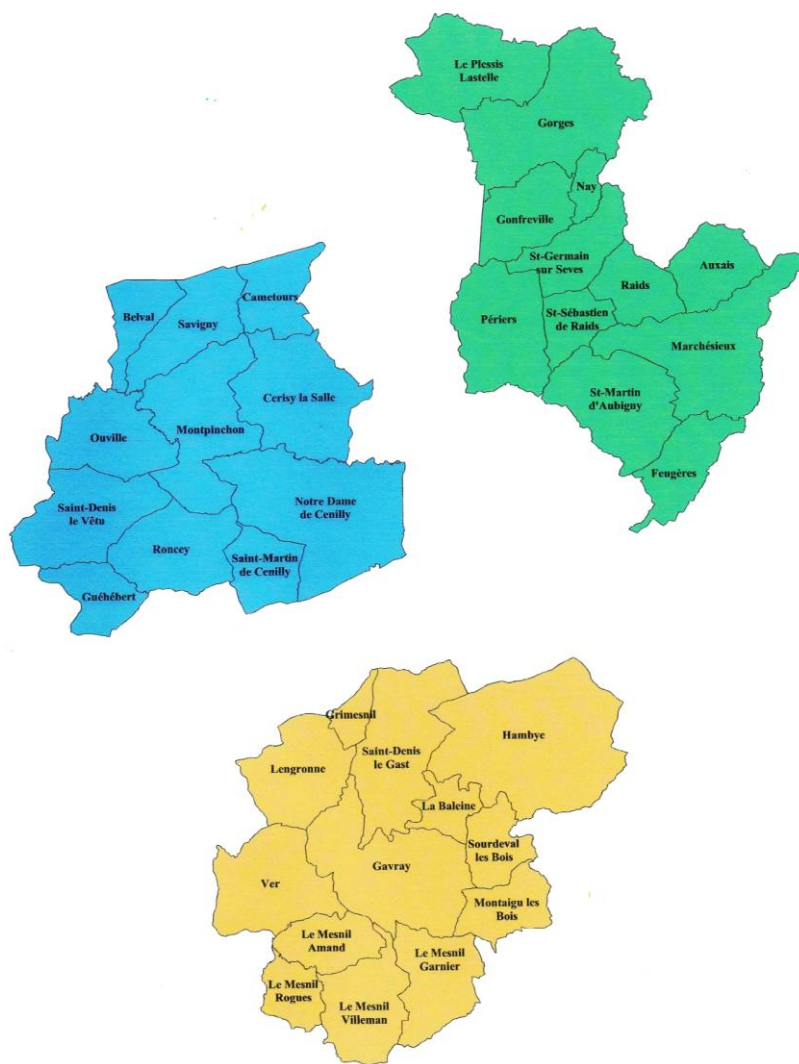 Le Plessis
Lastelle
Gorges
Nay
Gonfreville
St-Germain
sur Seves
Auxais
Raids
Périers
St-Sébastien
de Raids
Marchésieux
St-Martin
d'Aubigny
Feugères
Cametours
Belval
Savigny
Cerisy la Salle
Montpinchon
Ouville
Notre Dame
de Cenilly
Saint-Denis
le Vêtu
Roncey
Saint-Martin
de Cenilly
Guéhébert
Grimesnil
Hambye
Saint-Denis
le Gast
Lengronne
La Baleine
Sourdeval
les Bois
Gavray
Ver
Montaigu les
Bois
Le Mesnil
Amand
Le Mesnil
Garnier
Le Mesnil
Rogues
Le Mesnil
Villeman